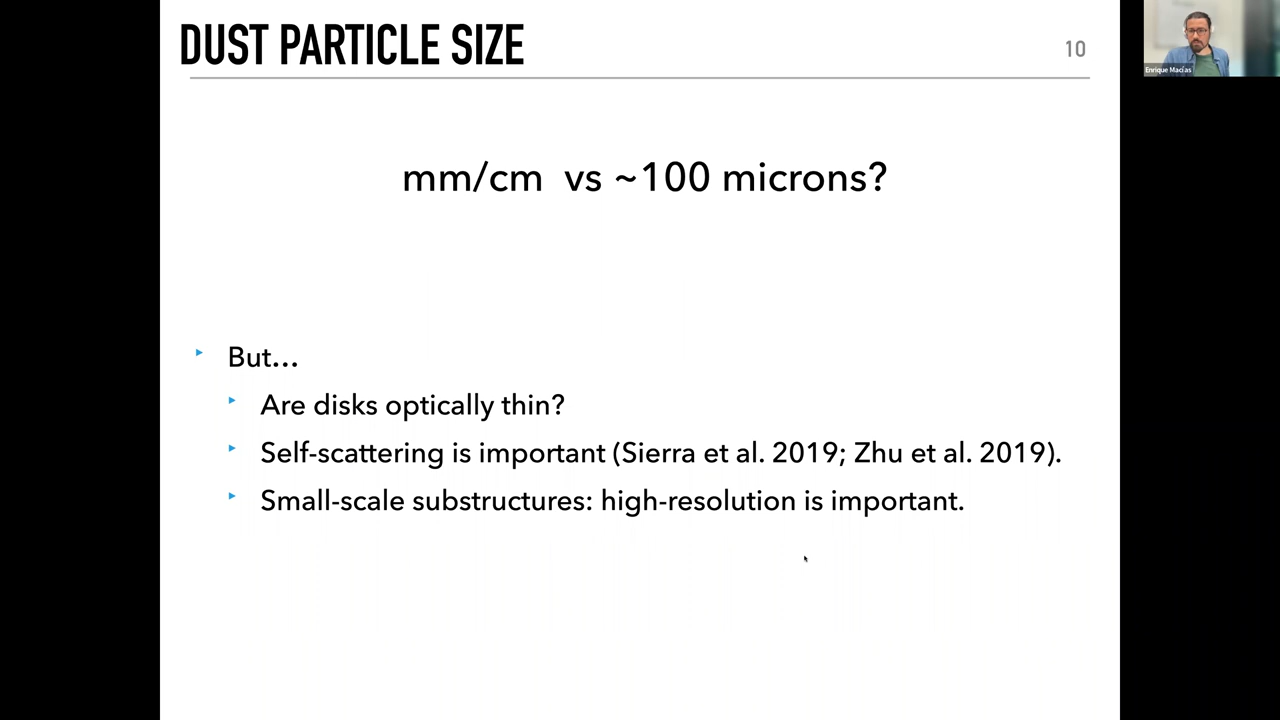 DUST PARTICLE SIZE
10
Enrique Macías
mm/cm vs ~100 microns?
But...
Are disks optically thin?
Self-scattering is important (Sierra et al. 2019; Zhu et al. 2019).
Small-scale substructures: high-resolution is important.